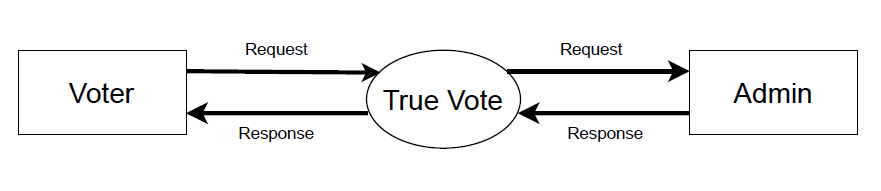 Request
Request
Voter
True Vote
Admin
Response
Response